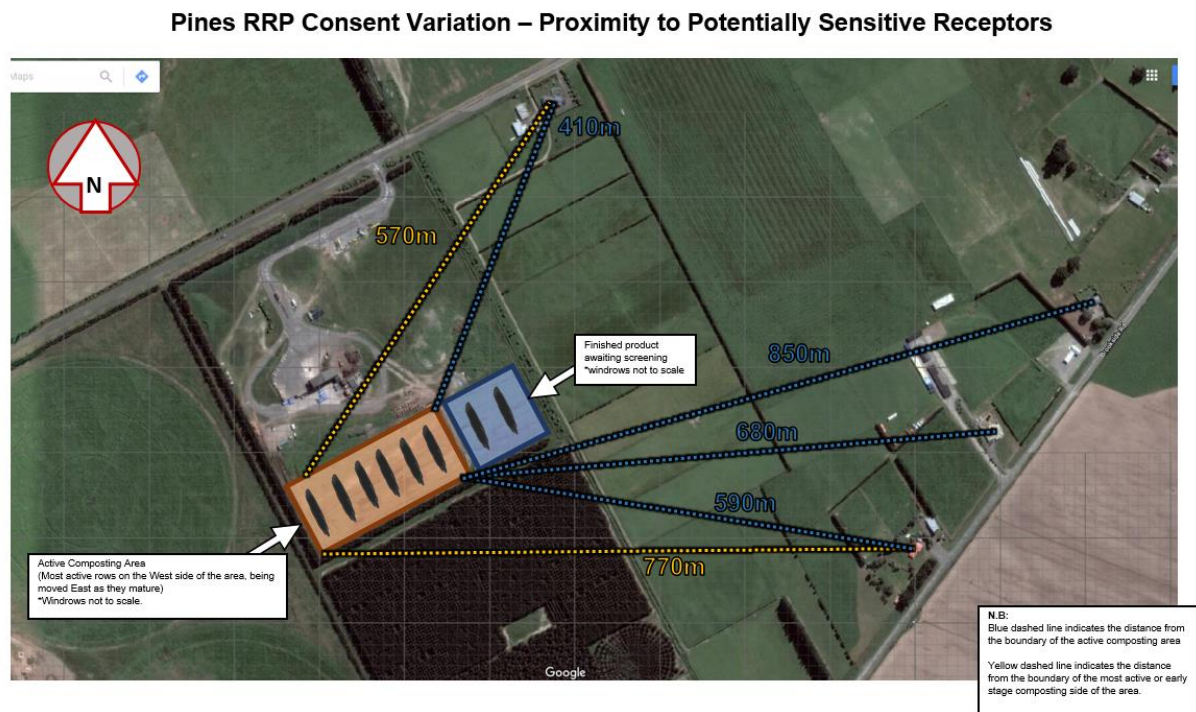 Pines RRP Consent Variation – Proximity to Potentially Sensitive Receptors
Maps
N
410m
570m
Finished product
awaiting screening
*windrows not to scale
850m
680m
590m
770m
Active Composting Area
(Most active rows on the West side of the area, being
moved East as they mature)
*Windrows not to scale.
N.B:
Blue dashed line indicates the distance from
the boundary of the active composting area
Yellow dashed line indicates the distance
from the boundary of the most active or early
stage composting side of the area.
Google